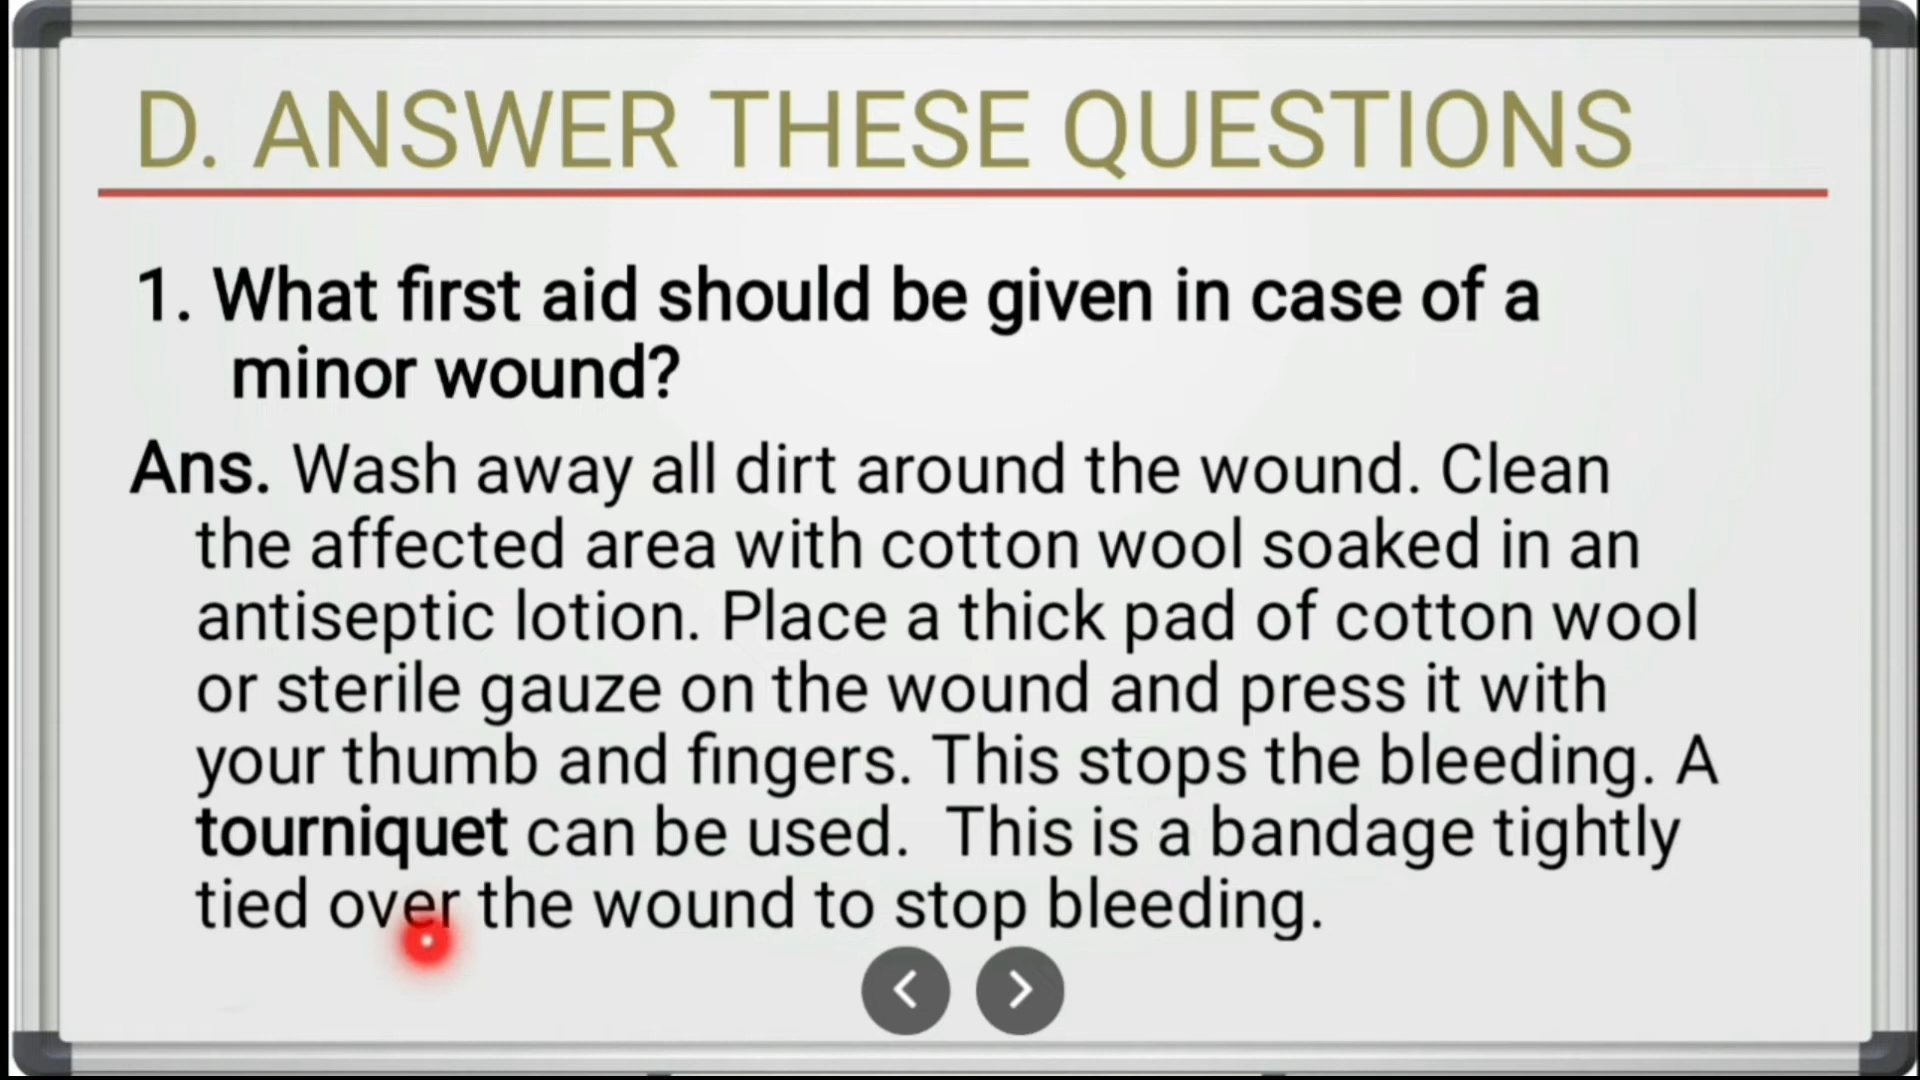 D. ANSWER THESE QUESTIONS
1. What first aid should be given in case of a
minor wound?
Ans. Wash away all dirt around the wound. Clean
the affected area with cotton wool soaked in an
antiseptic lotion. Place a thick pad of cotton wool
or sterile gauze on the wound and press it with
your thumb and fingers. This stops the bleeding. A
tourniquet can be used.  This is a bandage tightly
tied over the wound to stop bleeding.